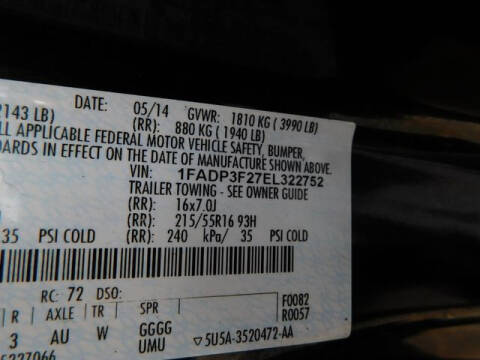 2143 LB) DATE: 05/14 GVWR: 1810 KG ( 3990 LB)
(RR): 880 KG ( 1940 LB)
LL APPLICABLE FEDERAL MOTOR VEHICLE SAFETY, BUMPER,
DARDS IN EFFECT ON THE DATE OF MANUFACTURE SHOWN ABOVE.
VIN: 1FADP3F27EL322752
TRAILER TOWING - SEE OWNER GUIDE
(RR): 16x7.0J
(RR): 215/55R16 93H
35 PSI COLD (RR): 240 kPa/ 35 PSI COLD
RC: 72 DSO: F0082
R AXLE TR SPR R0057
3 AU W GGGG
UMU ▽5U5A-3520472-AA
5227066